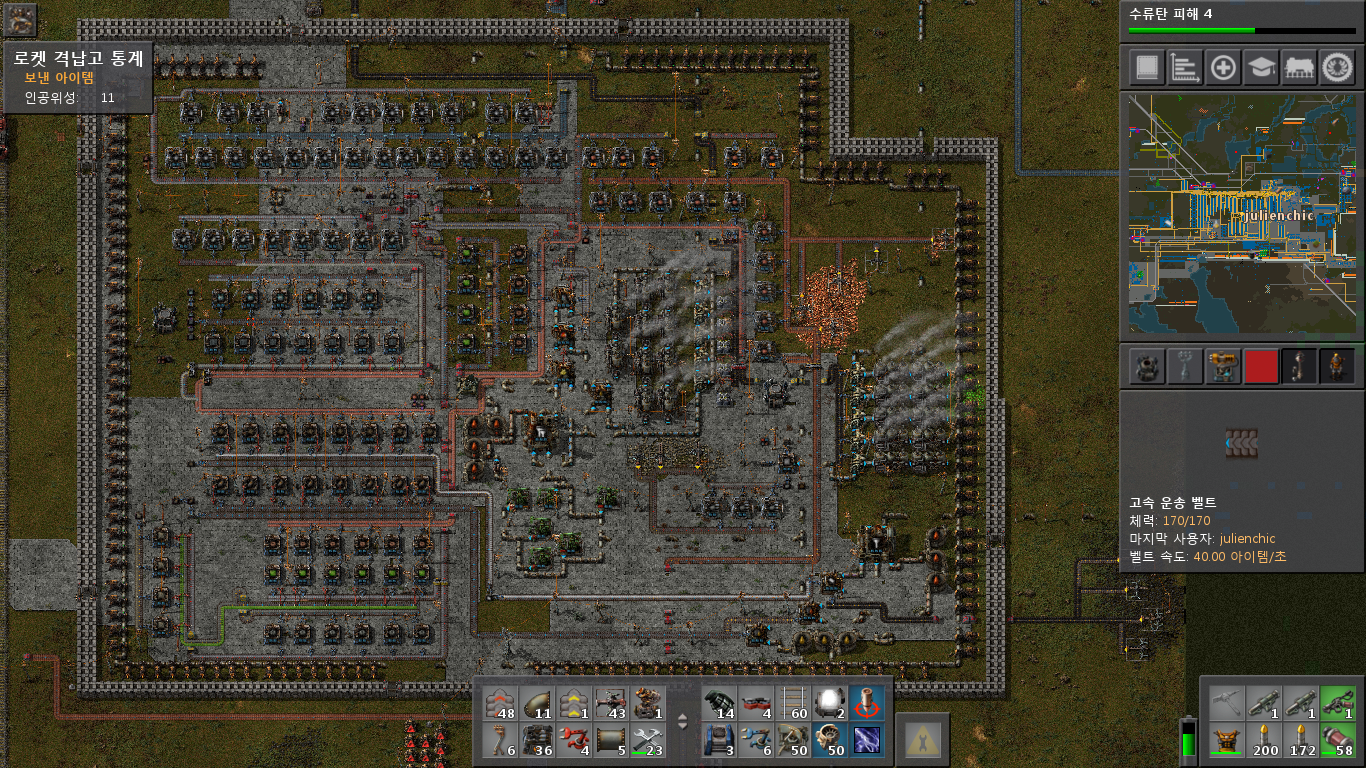 수류탄 피해 4
로켓 격납고 통계
보낸 아이템
인공위성: 11
julienchic
고속 운송 벨트
체력: 170/170
마지막 사용자: julienchic
벨트 속도: 40.00 아이템/초
48 11 1 43 1 14 4 60 2
6 36 4 5 23 3 6 50 50
1 1 1
200 172 58